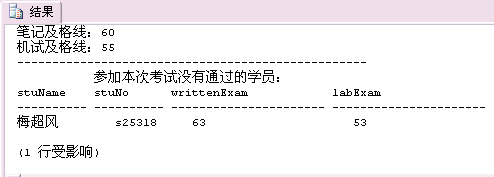 结果
笔记及格线：60
机试及格线：55
--------------------------------------------------
参加本次考试没有通过的学员：
stuName    stuNo      writtenExam            labExam
---------- ---------- ---------------------- ----------------------
梅超风        s25318     63                     53
(1 行受影响)